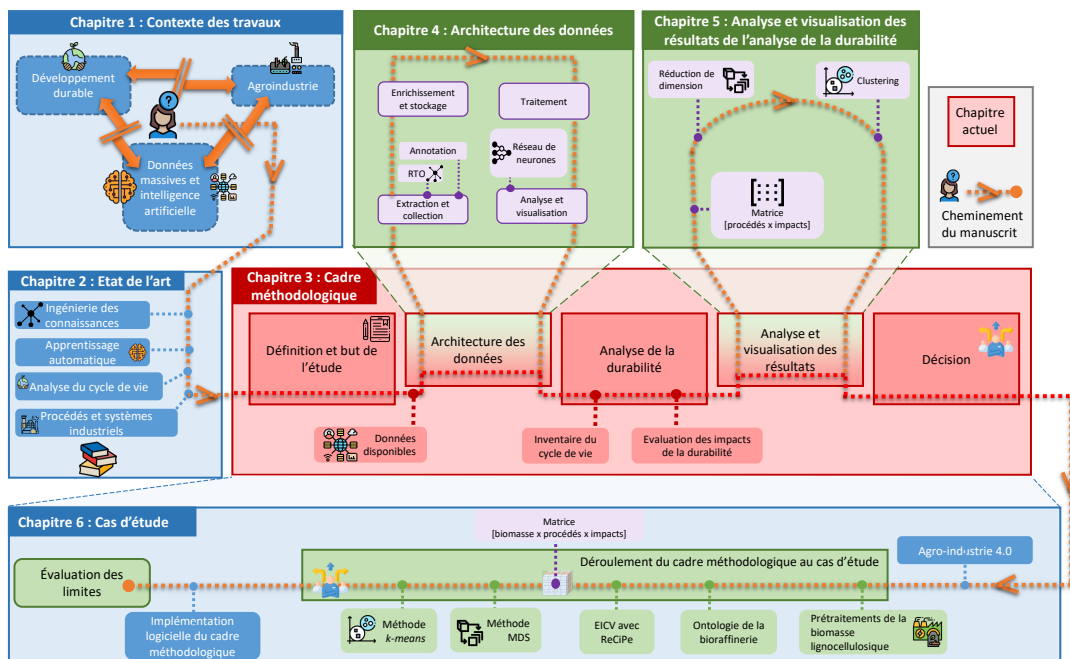 Chapitre 1 : Contexte des travaux
Développement
durable
Agroindustrie
Données
massives et
intelligence
artificielle
Chapitre 4 : Architecture des données
Enrichissement
et stockage
Traitement
Annotation
RTO
Réseau de
neurones
Extraction et
collection
Analyse et
visualisation
Chapitre 5 : Analyse et visualisation des
résultats de l'analyse de la durabilité
Réduction de
dimension
Clustering
Matrice
[procédés x impacts]
Chapitre
actuel
Cheminement
du manuscrit
Chapitre 2 : Etat de l'art
Ingénierie des
connaissances
Apprentissage
automatique
Analyse du cycle de vie
Procédés et systèmes
industriels
Chapitre 3 : Cadre
méthodologique
Définition et but de
l'étude
Architecture des
données
Analyse de la
durabilité
Analyse et
visualisation des
résultats
Décision
Données
disponibles
Inventaire du
cycle de vie
Evaluation des impacts
de la durabilité
Chapitre 6 : Cas d'étude
Matrice
[biomasse x procédés x impacts]
Déroulement du cadre méthodologique au cas d'étude
Agro-industrie 4.0
Évaluation des
limites
Implémentation
logicielle du cadre
méthodologique
Méthode
k-means
Méthode
MDS
EICV avec
ReCiPe
Ontologie de la
bioraffinerie
Prétraitements de la
biomasse
lignocellulosique